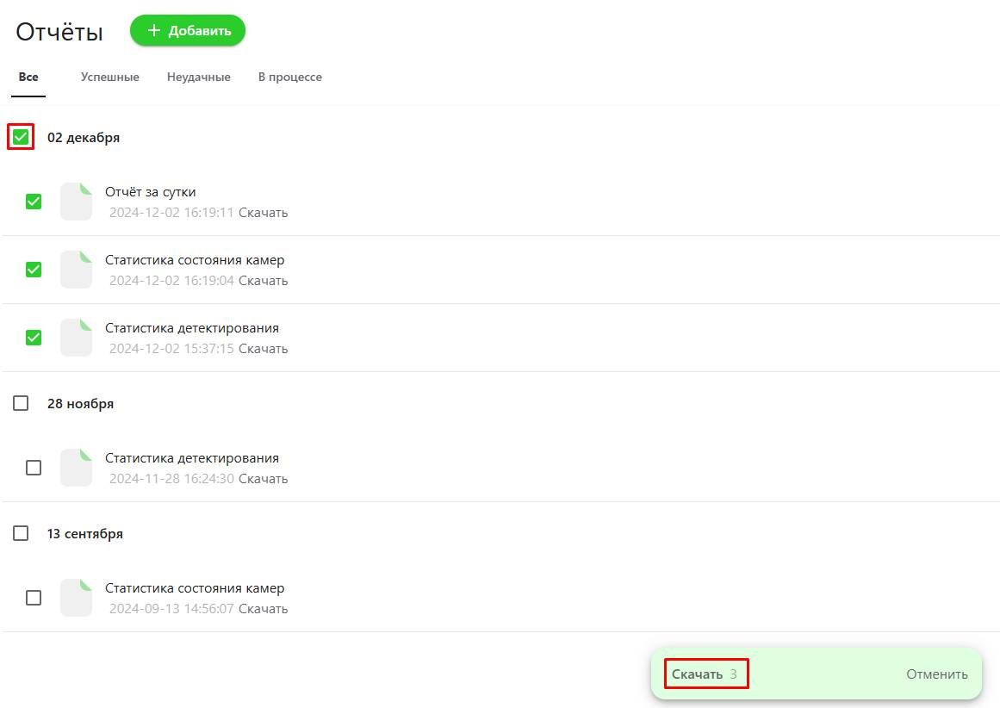 Отчёты
Добавить
Все Успешные Неудачные В процессе
02 декабря
Отчёт за сутки
2024-12-02 16:19:11 Скачать
Статистика состояния камер
2024-12-02 16:19:04 Скачать
Статистика детектирования
2024-12-02 15:37:15 Скачать
28 ноября
Статистика детектирования
2024-11-28 16:24:30 Скачать
13 сентября
Статистика состояния камер
2024-09-13 14:56:07 Скачать
Скачать 3 Отменить